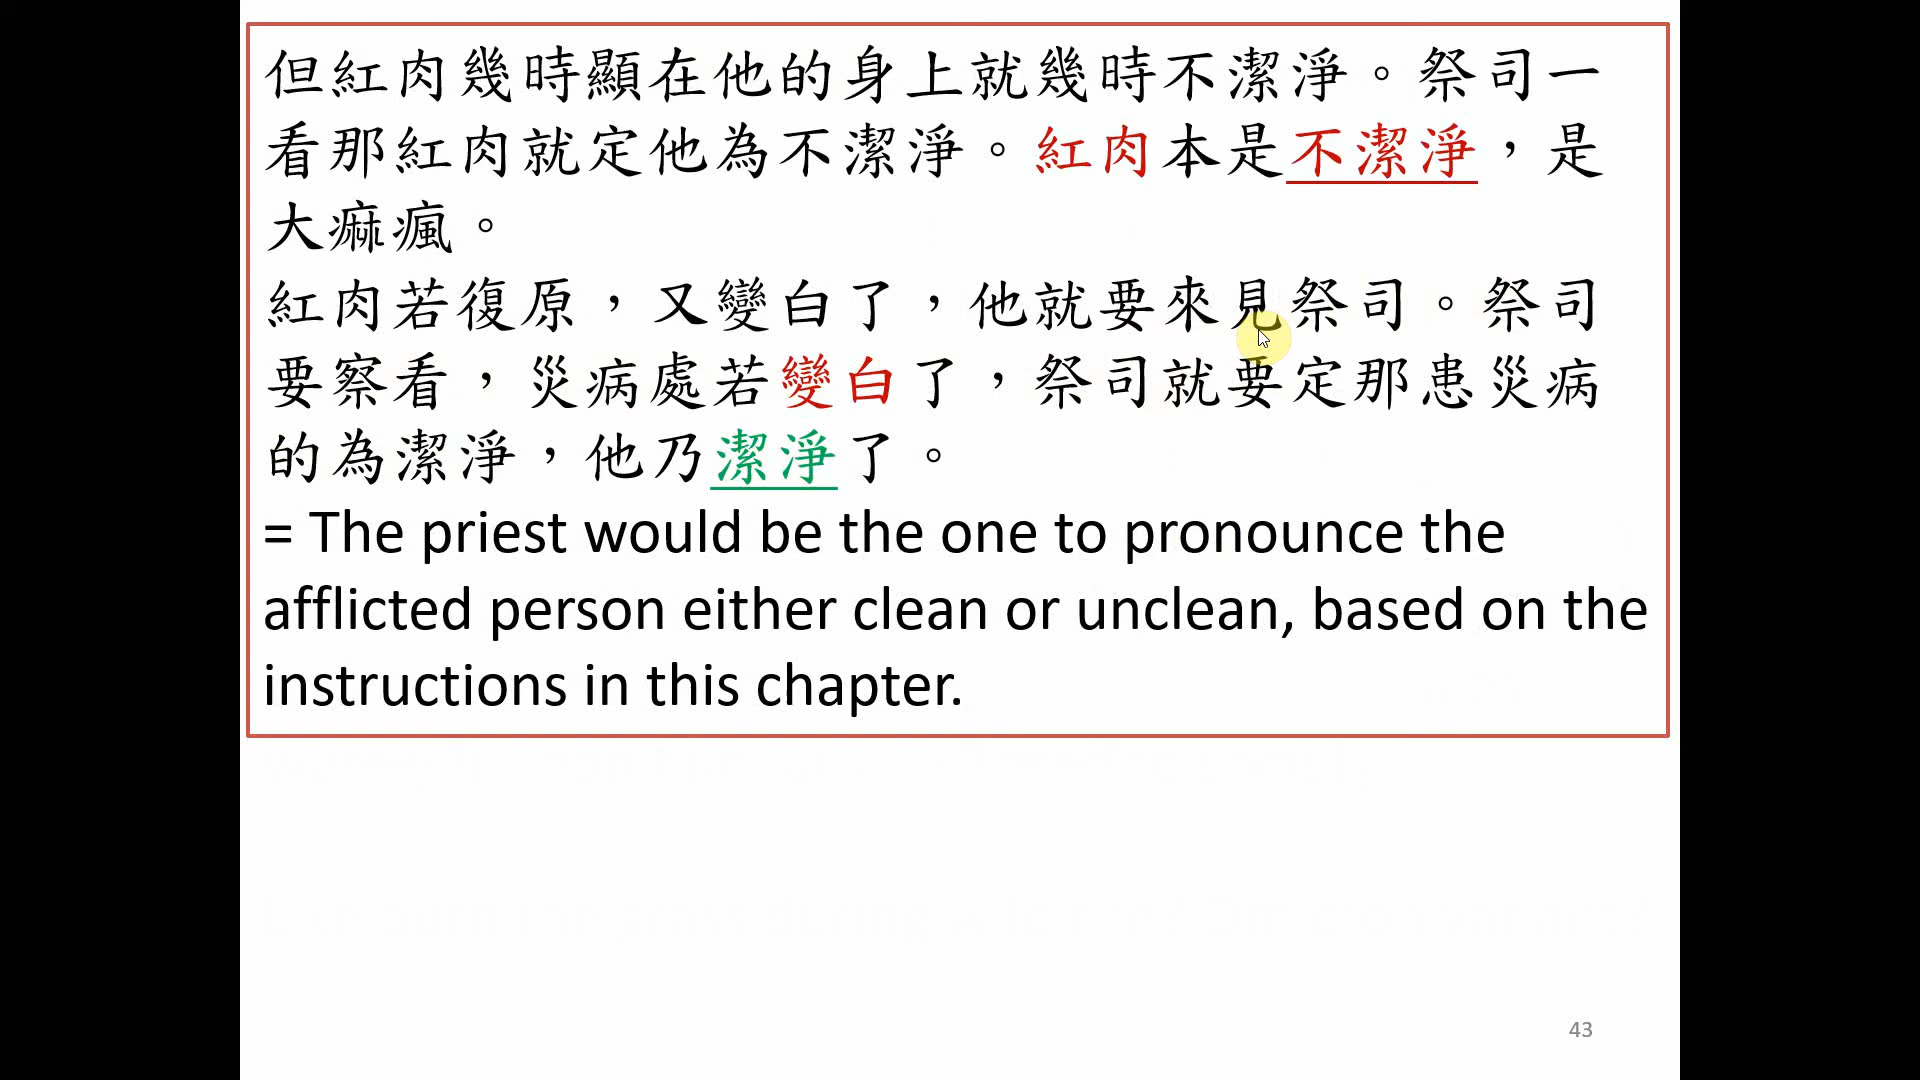 但紅肉幾時顯在他的身上就幾時不潔淨。祭司一
看那紅肉就定他為不潔淨。紅肉本是不潔淨，是
大痲瘋。
紅肉若復原，又變白了，他就要來見祭司。祭司
要察看，災病處若變白了，祭司就要定那患災病
的為潔淨，他乃潔淨了。
= The priest would be the one to pronounce the
afflicted person either clean or unclean, based on the
instructions in this chapter.
43